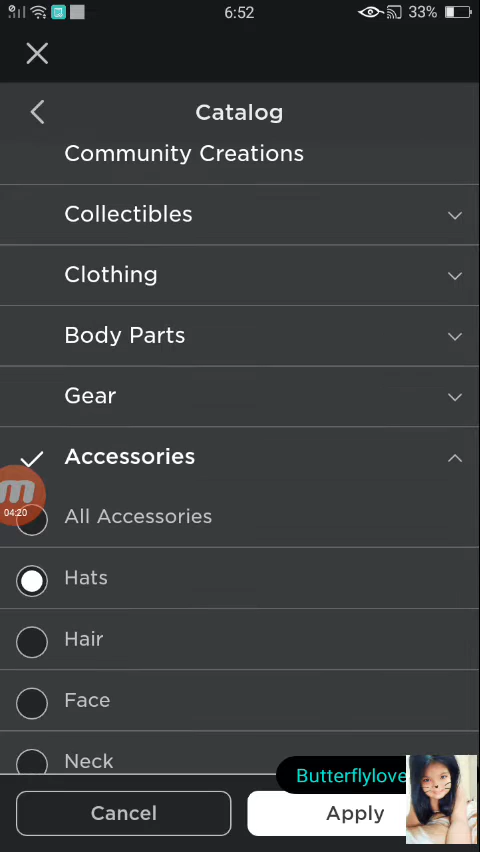 6:52
33%
Catalog
Community Creations
Collectibles
Clothing
Body Parts
Gear
Accessories
m
04:20
All Accessories
Hats
Hair
Face
Neck
Butterflylove
Cancel
Apply